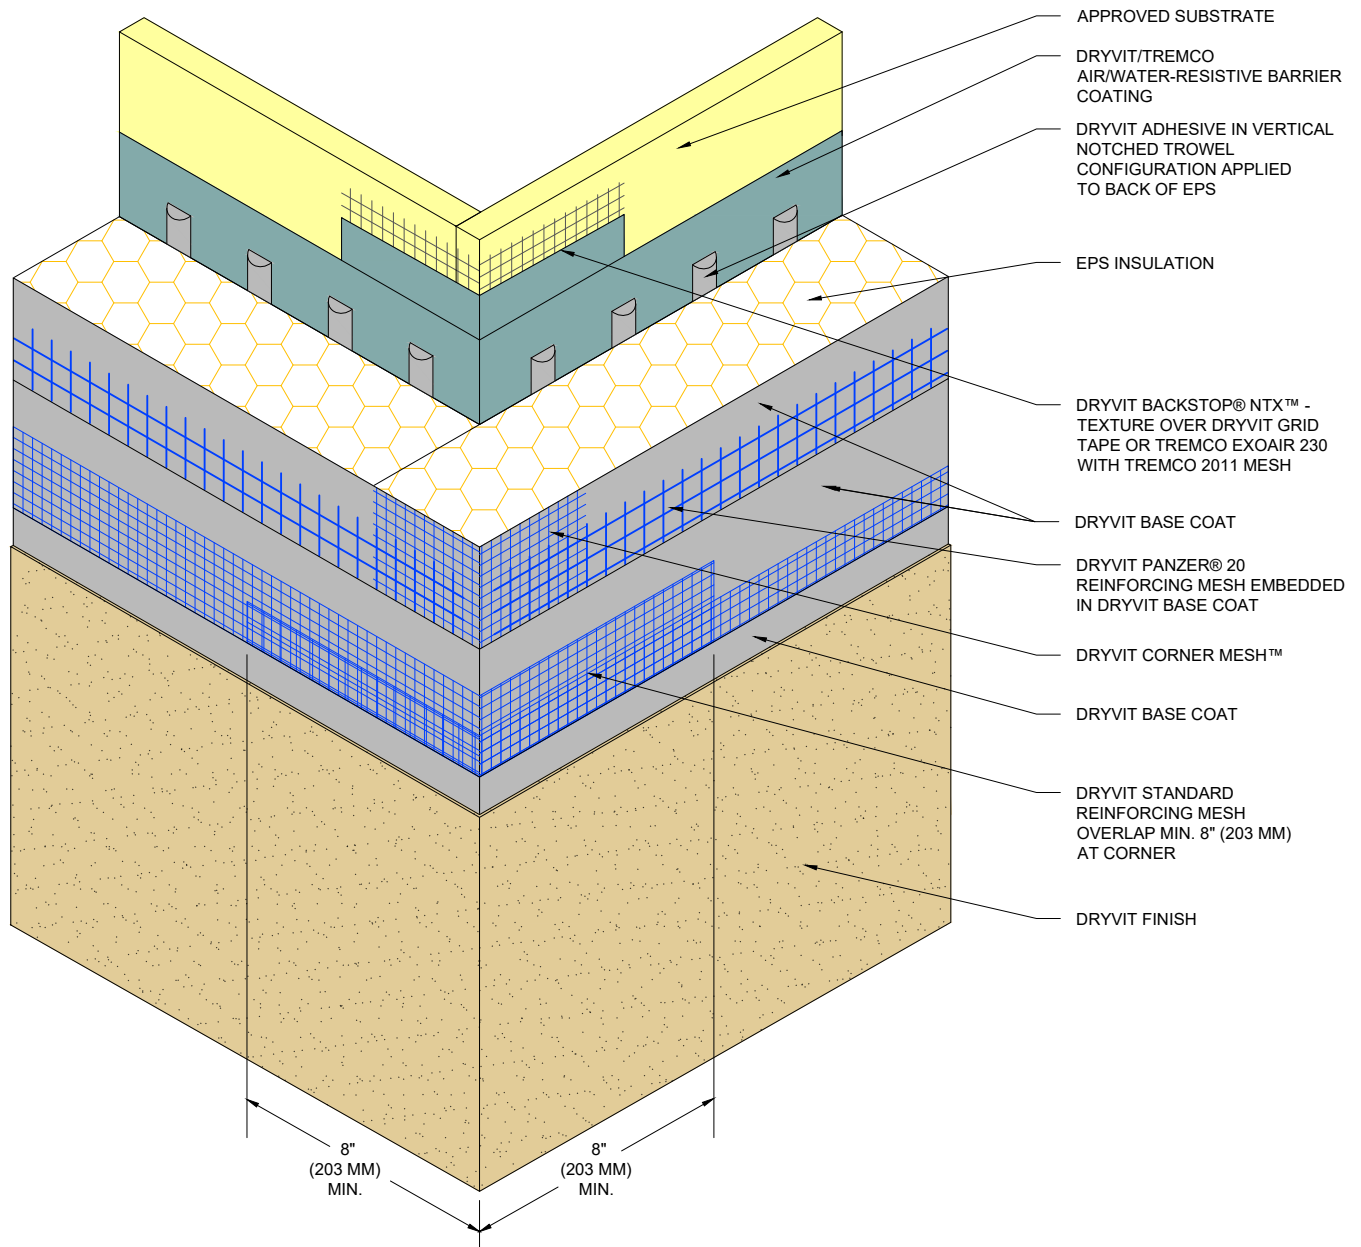 APPROVED SUBSTRATE
DRYVIT/TREMCO
AIR/WATER-RESISTIVE BARRIER
COATING
DRYVIT ADHESIVE IN VERTICAL
NOTCHED TROWEL
CONFIGURATION APPLIED
TO BACK OF EPS
EPS INSULATION
DRYVIT BACKSTOP® NTX™ -
TEXTURE OVER DRYVIT GRID
TAPE OR TREMCO EXOAIR 230
WITH TREMCO 2011 MESH
DRYVIT BASE COAT
DRYVIT PANZER® 20
REINFORCING MESH EMBEDDED
IN DRYVIT BASE COAT
DRYVIT CORNER MESH™
DRYVIT BASE COAT
DRYVIT STANDARD
REINFORCING MESH
OVERLAP MIN. 8" (203 MM)
AT CORNER
DRYVIT FINISH
8"
(203 MM)
MIN.
8"
(203 MM)
MIN.